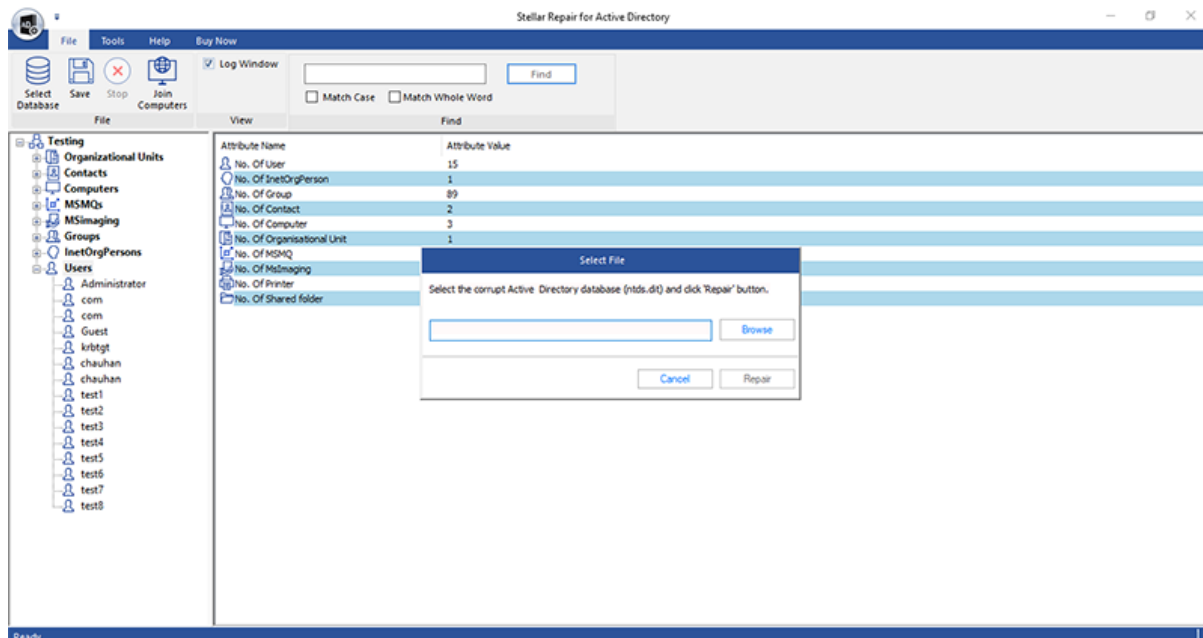 Stellar Repair for Active Directory
File Tools Help Buy Now
Select Database
Save
Stop
Join Computers
Log Window
Find
Match Case Match Whole Word
File View Find
Testing
Organizational Units
Contacts
Computers
MSMQs
MSimaging
Groups
InetOrgPersons
Users
Administrator
com
com
Guest
krbtgt
chauhan
chauhan
test1
test2
test3
test4
test5
test6
test7
test8
Attribute Name Attribute Value
No. Of User 15
No. Of InetOrgPerson 1
No. Of Group 89
No. Of Contact 2
No. Of Computer 3
No. Of Organisational Unit 1
No. Of MSMQ
No. Of MsImaging
No. Of Printer
No. Of Shared folder
Select File
Select the corrupt Active Directory database (ntds.dit) and click 'Repair' button.
Browse
Cancel Repair
Ready